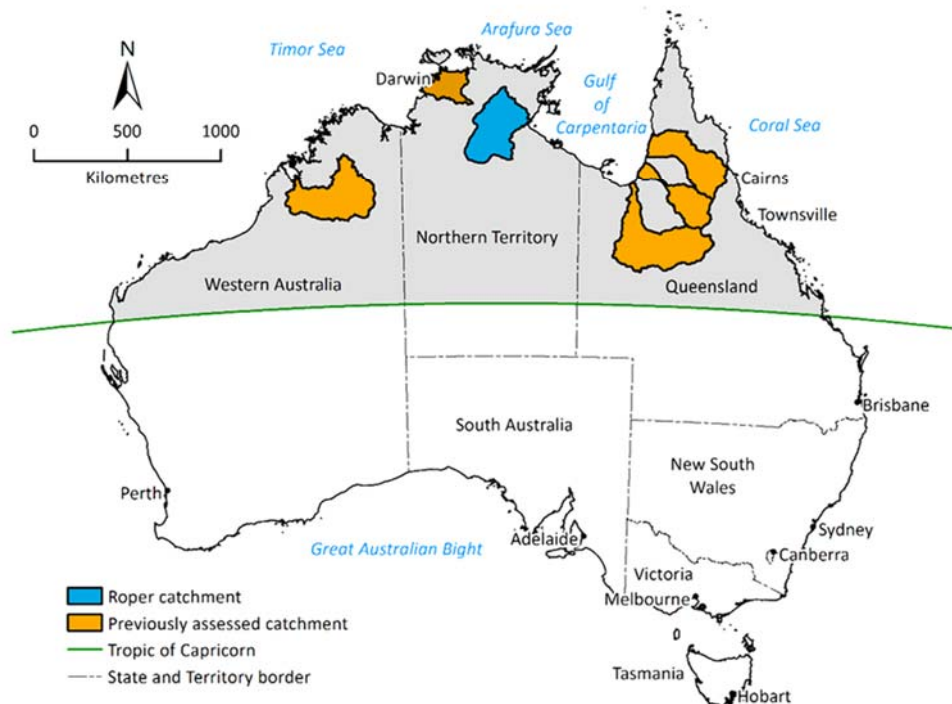 Arafura Sea
Timor Sea
N
Darwin
Gulf
of
Carpentaria
Coral Sea
0 500 1000
Kilometres
Cairns
Townsville
Northern Territory
Western Australia
Queensland
Brisbane
South Australia
New South
Wales
Perth
Sydney
Adelaide
Great Australian Bight
Canberra
Victoria
Melbourne
Roper catchment
Previously assessed catchment
Tropic of Capricorn
State and Territory border
Tasmania
Hobart